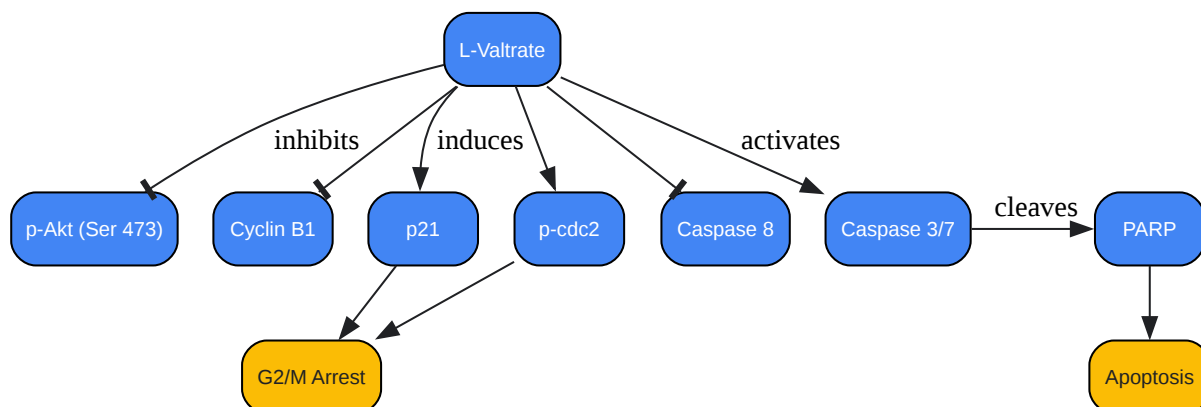 L-Valtrate
inhibits
induces
activates
p-Akt (Ser 473)
Cyclin B1
p21
p-cdc2
Caspase 8
Caspase 3/7
cleaves
PARP
G2/M Arrest
Apoptosis